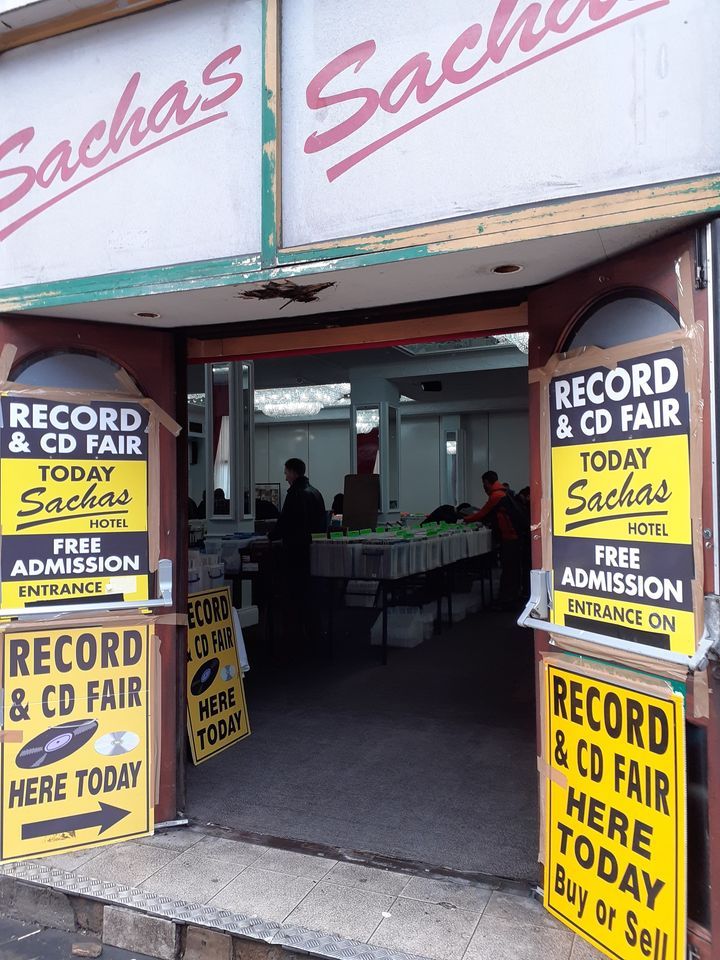 Sachas
Sachas
RECORD
& CD FAIR
TODAY
Sachas
HOTEL
FREE
ADMISSION
ENTRANCE
RECORD
& CD FAIR
HERE TODAY
RECORD
& CD FAIR
HERE
TODAY
RECORD
& CD FAIR
TODAY
Sachas
HOTEL
FREE
ADMISSION
ENTRANCE ON
RECORD
& CD FAIR
HERE
TODAY
Buy or Sell